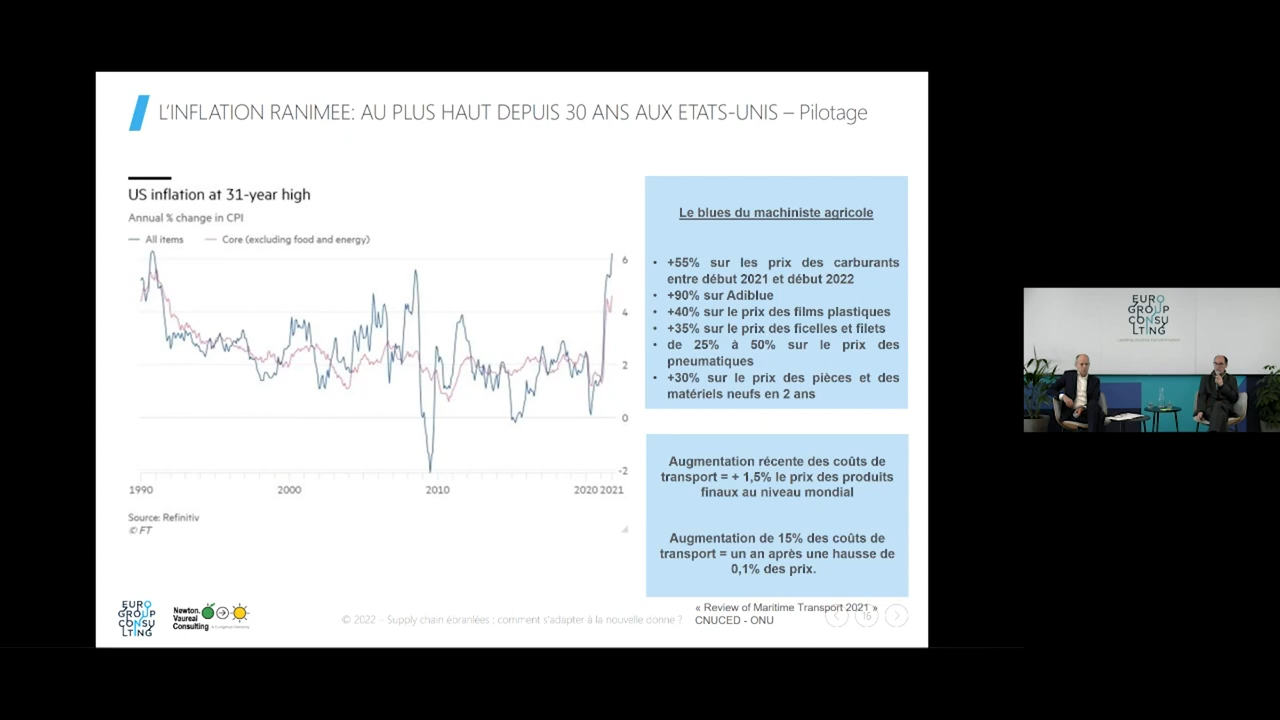 L'INFLATION RANIMEE: AU PLUS HAUT DEPUIS 30 ANS AUX ETATS-UNIS – Pilotage
US inflation at 31-year high
Annual % change in CPI
All items
Core (excluding food and energy)
6
4
2
0
-2
1990
2000
2010
2020 2021
Source: Refinitiv
© FT
Le blues du machiniste agricole
• +55% sur les prix des carburants
entre début 2021 et début 2022
• +90% sur Adiblue
• +40% sur le prix des films plastiques
• +35% sur le prix des ficelles et filets
• de 25% à 50% sur le prix des
pneumatiques
• +30% sur le prix des pièces et des
matériels neufs en 2 ans
Augmentation récente des coûts de
transport = + 1,5% le prix des produits
finaux au niveau mondial
Augmentation de 15% des coûts de
transport = un an après une hausse de
0,1% des prix.
« Review of Maritime Transport 2021 »
CNUCED - ONU
EURO
GROUP
CONSU
LTING
Newton.
Vaureal
Consulting
© 2022 – Supply chain ébranlées : comment s'adapter à la nouvelle donne ?
16
EURO
GROUP
CONSU
LTING